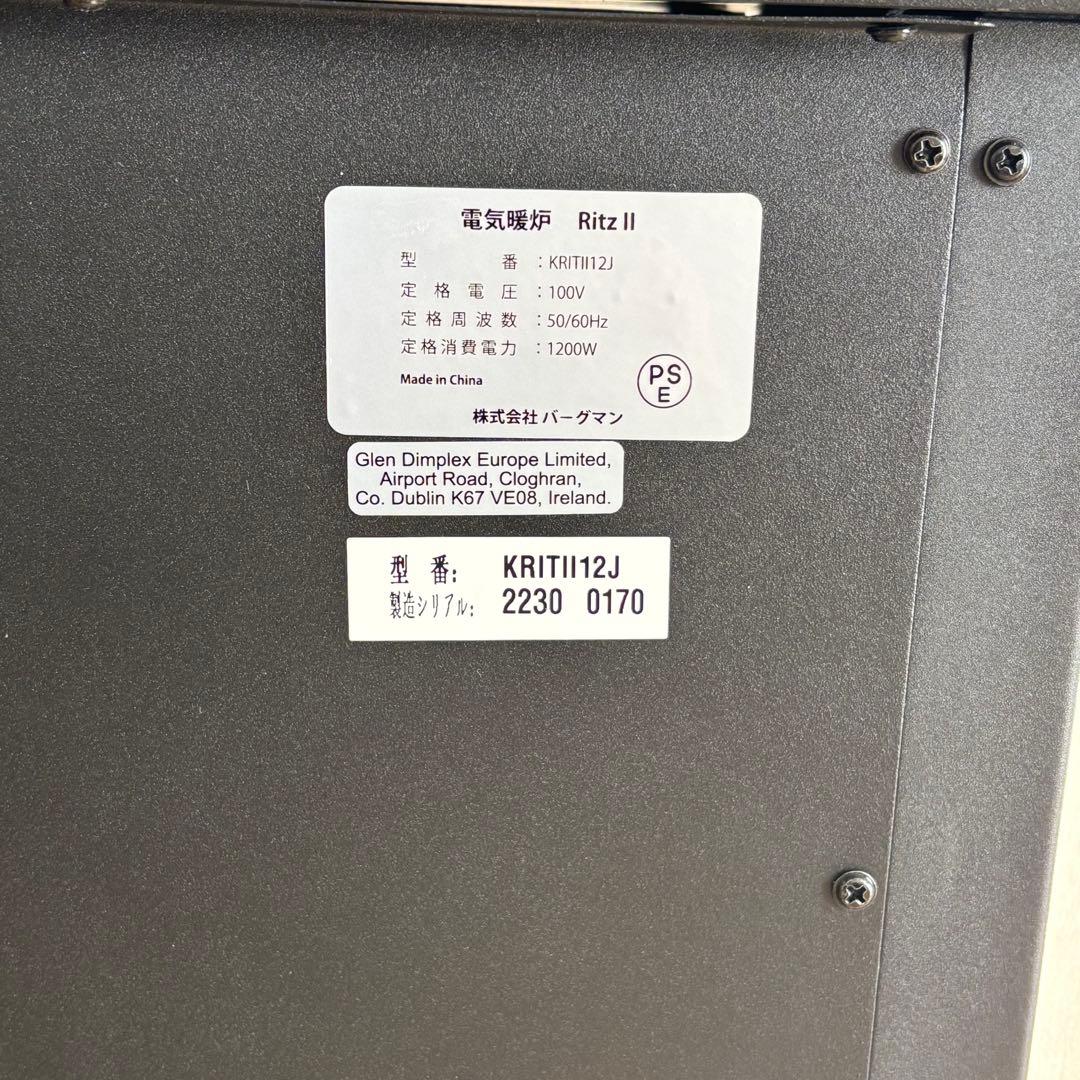 電気暖炉 Ritz II
型番：KRITII12J
定格電圧：100V
定格周波数：50/60Hz
定格消費電力：1200W
Made in China
PS
E
株式会社 バーグマン
Glen Dimplex Europe Limited,
Airport Road, Cloghran,
Co. Dublin K67 VE08, Ireland.
型番: KRITII12J
製造シリアル: 2230 0170